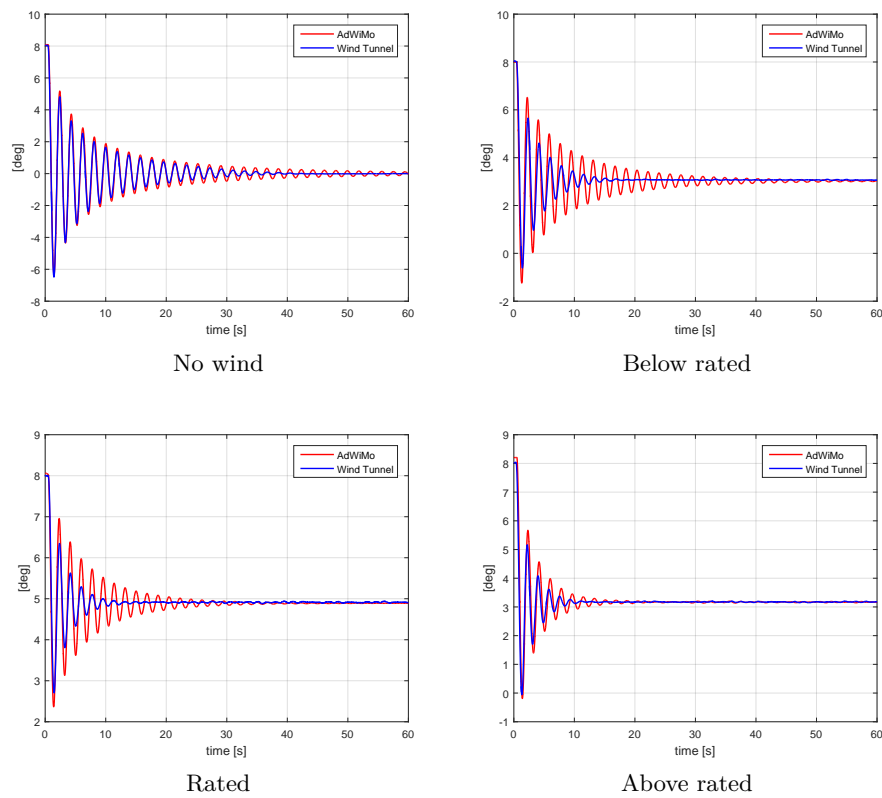 10
8
6
4
2
0
-2
-4
-6
-8
[deg]
AdWiMo
Wind Tunnel
0 10 20 30 40 50 60
time [s]
No wind
10
8
6
4
2
0
-2
[deg]
AdWiMo
Wind Tunnel
0 10 20 30 40 50 60
time [s]
Below rated
9
8
7
6
5
4
3
2
[deg]
AdWiMo
Wind Tunnel
0 10 20 30 40 50 60
time [s]
Rated
9
8
7
6
5
4
3
2
1
0
-1
[deg]
AdWiMo
Wind Tunnel
0 10 20 30 40 50 60
time [s]
Above rated